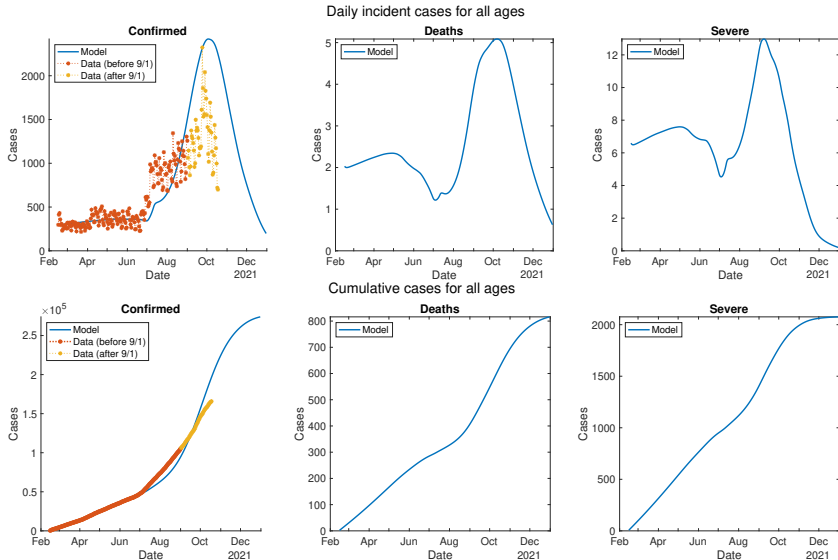 Daily incident cases for all ages
Confirmed
Model
Data (before 9/1)
Data (after 9/1)
Cases
2000
1500
1000
500
0
Feb Apr Jun Aug Oct Dec
Date
2021
Deaths
Model
Cases
5
4
3
2
1
0
Feb Apr Jun Aug Oct Dec
Date
2021
Severe
Model
Cases
12
10
8
6
4
2
0
Feb Apr Jun Aug Oct Dec
Date
2021
Cumulative cases for all ages
Confirmed
×10^5
Model
Data (before 9/1)
Data (after 9/1)
Cases
2.5
2
1.5
1
0.5
0
Feb Apr Jun Aug Oct Dec
Date
2021
Deaths
Model
Cases
800
700
600
500
400
300
200
100
0
Feb Apr Jun Aug Oct Dec
Date
2021
Severe
Model
Cases
2000
1500
1000
500
0
Feb Apr Jun Aug Oct Dec
Date
2021